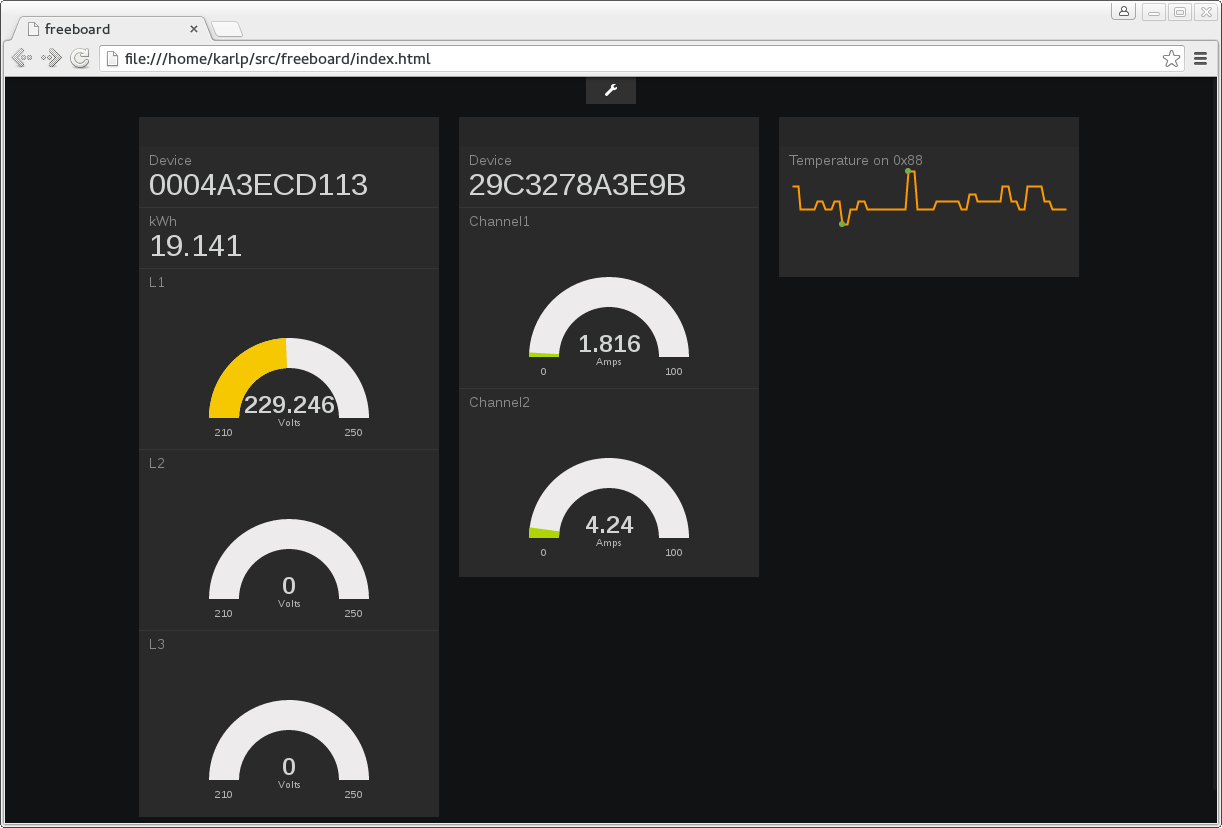 freeboard
file:///home/karlp/src/freeboard/index.html
Device
0004A3ECD113
kWh
19.141
L1
229.246
Volts
210 250
L2
0
Volts
210 250
L3
0
Volts
210 250
Device
29C3278A3E9B
Channel1
1.816
Amps
0 100
Channel2
4.24
Amps
0 100
Temperature on 0x88